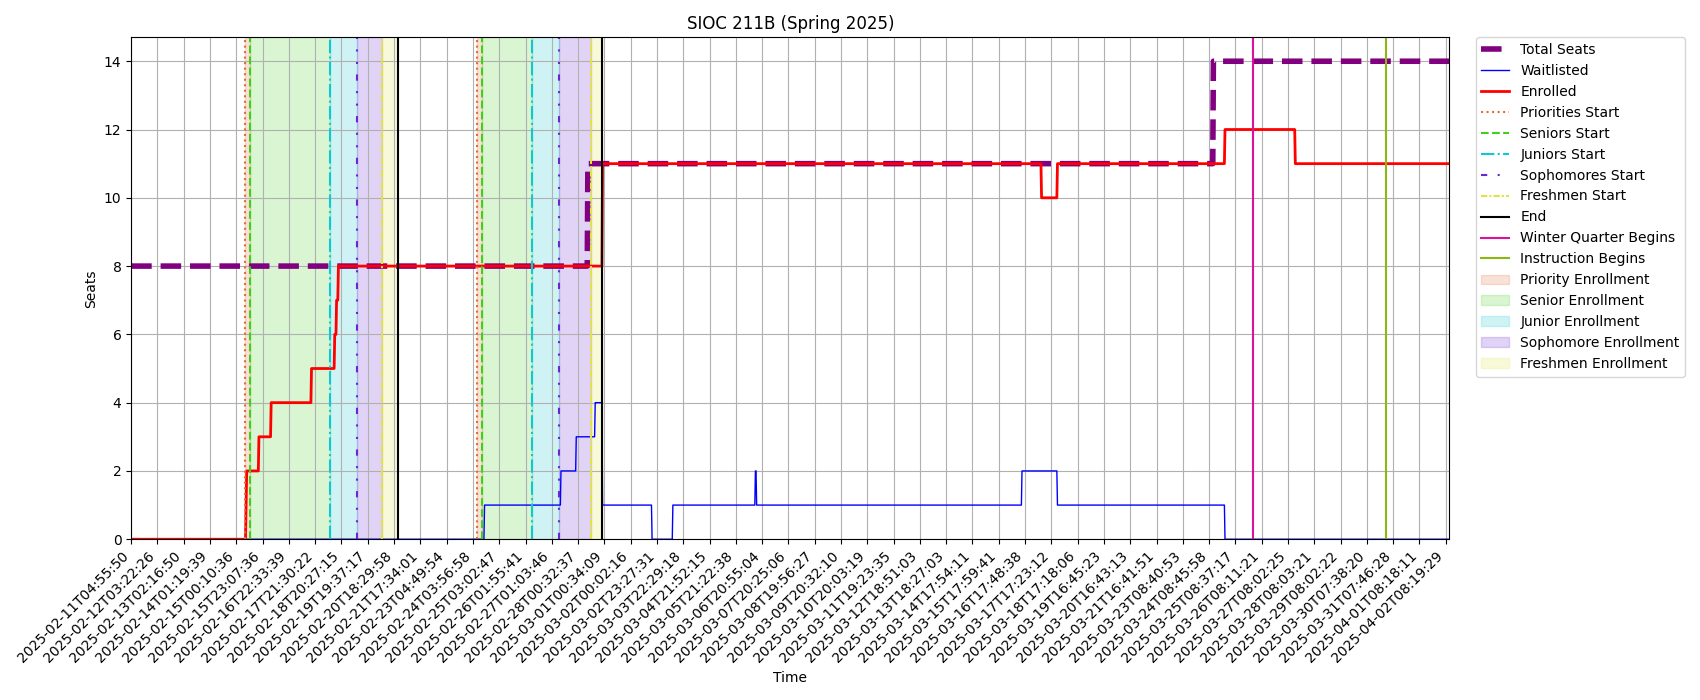 SIOC 211B (Spring 2025)
14
12
10
8
6
4
2
0
Seats
2025-02-11T04:55:50
2025-02-12T03:22:26
2025-02-13T02:16:50
2025-02-14T01:19:39
2025-02-15T00:10:36
2025-02-15T23:07:36
2025-02-16T22:33:39
2025-02-17T21:30:22
2025-02-18T20:27:15
2025-02-19T19:37:17
2025-02-20T18:29:58
2025-02-21T17:34:01
2025-02-23T04:49:54
2025-02-24T03:56:58
2025-02-25T03:02:47
2025-02-26T01:55:41
2025-02-27T01:03:46
2025-02-28T00:32:37
2025-03-01T00:34:09
2025-03-02T00:02:16
2025-03-02T23:27:31
2025-03-03T22:29:18
2025-03-04T21:52:15
2025-03-05T21:22:38
2025-03-06T20:55:04
2025-03-07T20:25:06
2025-03-08T19:56:27
2025-03-09T20:32:10
2025-03-10T20:03:19
2025-03-11T19:23:35
2025-03-12T18:51:03
2025-03-13T18:27:03
2025-03-14T17:54:11
2025-03-15T17:59:41
2025-03-16T17:48:38
2025-03-17T17:23:12
2025-03-18T17:18:06
2025-03-19T16:45:23
2025-03-20T16:43:13
2025-03-21T16:41:51
2025-03-23T08:40:53
2025-03-24T08:45:58
2025-03-25T08:37:17
2025-03-26T08:11:21
2025-03-27T08:02:25
2025-03-28T08:03:21
2025-03-29T08:02:22
2025-03-30T07:38:20
2025-03-31T07:46:28
2025-04-01T08:18:11
2025-04-02T08:19:29
Time
Total Seats
Waitlisted
Enrolled
Priorities Start
Seniors Start
Juniors Start
Sophomores Start
Freshmen Start
End
Winter Quarter Begins
Instruction Begins
Priority Enrollment
Senior Enrollment
Junior Enrollment
Sophomore Enrollment
Freshmen Enrollment